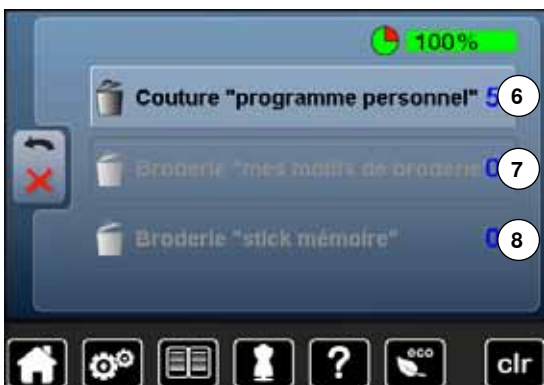 100%
Couture "programme personnel" 5 6
Broderie "mes motifs de broderie 0 7
Broderie "stick mémoire" 0 8
? eco clr